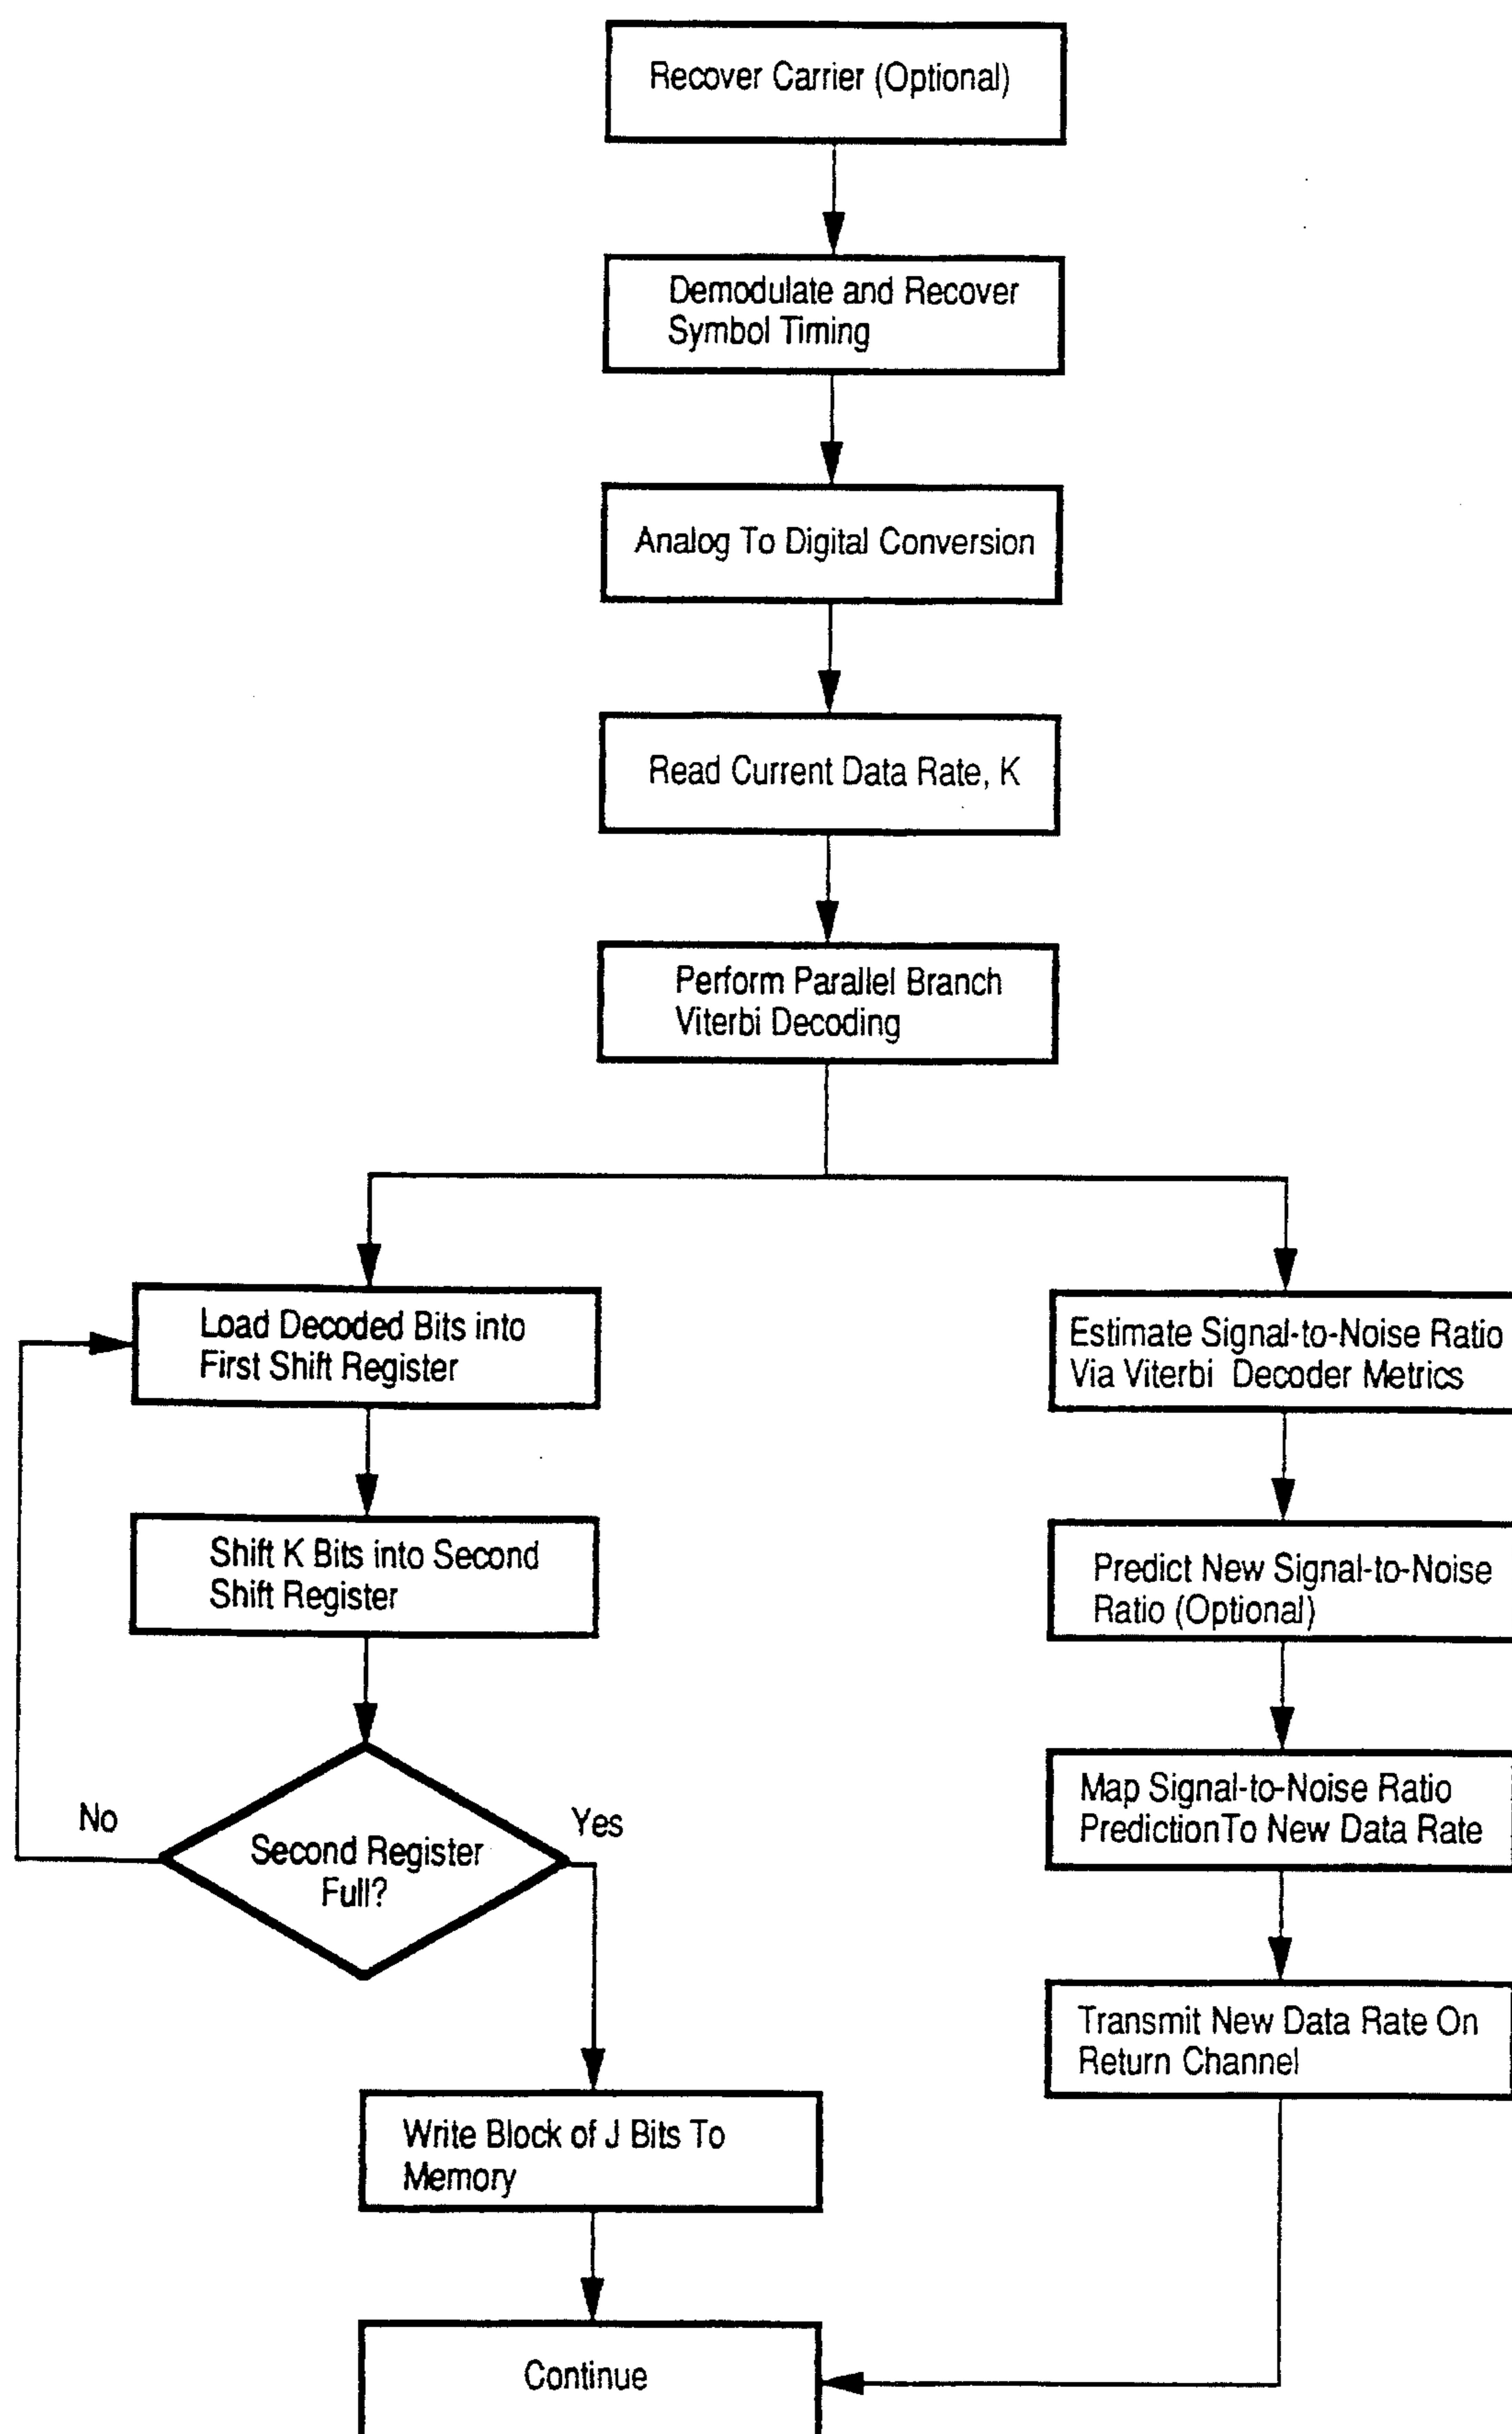 Recover Carrier (Optional)
Demodulate and Recover
Symbol Timing
Analog To Digital Conversion
Read Current Data Rate, K
Perform Parallel Branch
Viterbi Decoding
Load Decoded Bits into
First Shift Register
Shift K Bits into Second
Shift Register
No
Yes
Second Register
Full?
Write Block of J Bits To
Memory
Estimate Signal-to-Noise Ratio
Via Viterbi Decoder Metrics
Predict New Signal-to-Noise
Ratio (Optional)
Map Signal-to-Noise Ratio
PredictionTo New Data Rate
Transmit New Data Rate On
Return Channel
Continue